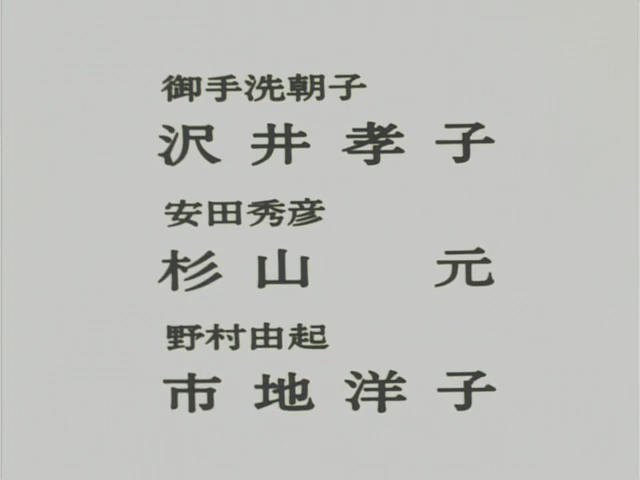 御手洗朝子
沢井孝子
安田秀彦
杉山 元
野村由起
市地洋子